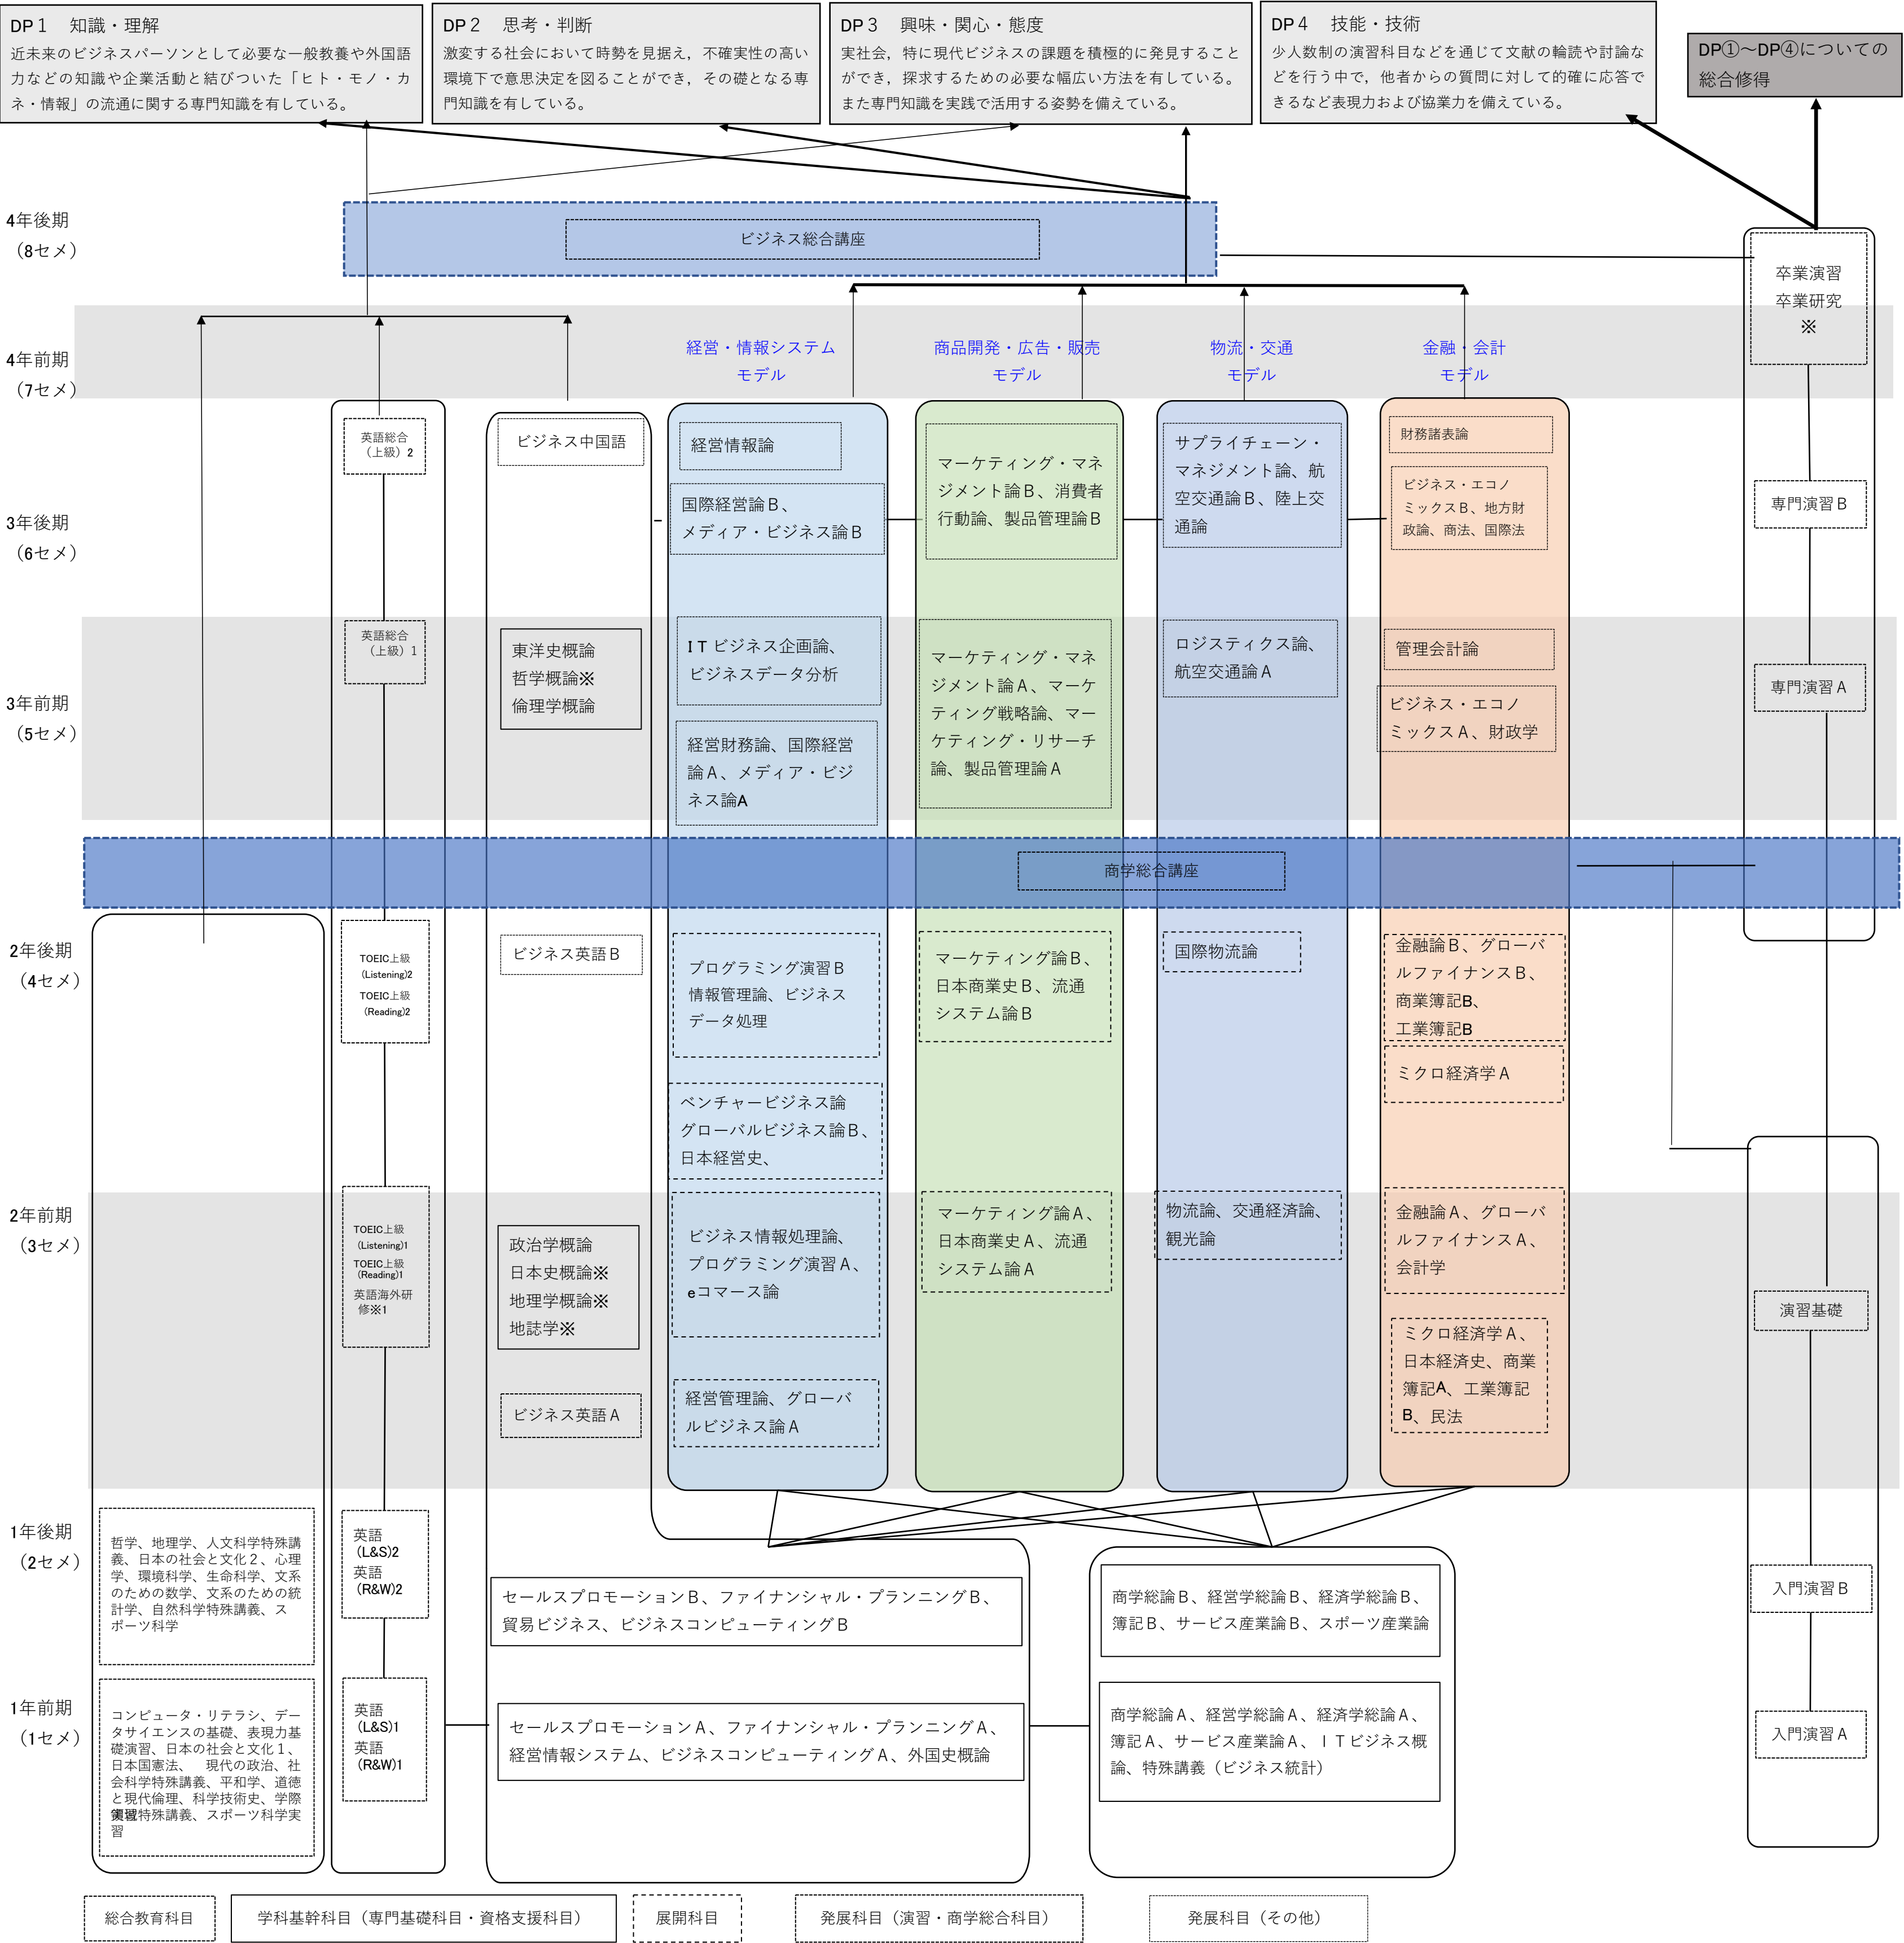 DP１　知識・理解
近未来のビジネスパーソンとして必要な一般教養や外国語
力などの知識や企業活動と結びついた「ヒト・モノ・カ
ネ・情報」の流通に関する専門知識を有している。
DP２　思考・判断
激変する社会において時勢を見据え，不確実性の高い
環境下で意思決定を図ることができ，その礎となる専
門知識を有している。
DP３　興味・関心・態度
実社会，特に現代ビジネスの課題を積極的に発見すること
ができ，探求するための必要な幅広い方法を有している。
また専門知識を実践で活用する姿勢を備えている。
DP４　技能・技術
少人数制の演習科目などを通じて文献の輪読や討論な
どを行う中で，他者からの質問に対して的確に応答で
きるなど表現力および協業力を備えている。
DP①～DP④についての
総合修得
4年後期
（8セメ）
ビジネス総合講座
卒業演習
卒業研究
※
4年前期
（7セメ）
経営・情報システム
モデル
商品開発・広告・販売
モデル
物流・交通
モデル
金融・会計
モデル
3年後期
（6セメ）
英語総合
（上級）2
ビジネス中国語
経営情報論
国際経営論Ｂ、
メディア・ビジネス論Ｂ
マーケティング・マネ
ジメント論Ｂ、消費者
行動論、製品管理論Ｂ
サプライチェーン・
マネジメント論、航
空交通論Ｂ、陸上交
通論
財務諸表論
ビジネス・エコノ
ミックスＢ、地方財
政論、商法、国際法
専門演習Ｂ
3年前期
（5セメ）
英語総合
（上級）1
東洋史概論
哲学概論※
倫理学概論
ＩＴビジネス企画論、
ビジネスデータ分析
経営財務論、国際経営
論Ａ、メディア・ビジ
ネス論A
マーケティング・マネ
ジメント論Ａ、マーケ
ティング戦略論、マー
ケティング・リサーチ
論、製品管理論Ａ
ロジスティクス論、
航空交通論Ａ
管理会計論
ビジネス・エコノ
ミックスＡ、財政学
専門演習Ａ
商学総合講座
2年後期
（4セメ）
TOEIC上級
(Listening)2
TOEIC上級
(Reading)2
ビジネス英語Ｂ
プログラミング演習Ｂ
情報管理論、ビジネス
データ処理
ベンチャービジネス論
グローバルビジネス論Ｂ、
日本経営史、
マーケティング論Ｂ、
日本商業史Ｂ、流通
システム論Ｂ
国際物流論
金融論Ｂ、グローバ
ルファイナンスＢ、
商業簿記B、
工業簿記B
ミクロ経済学Ａ
2年前期
（3セメ）
TOEIC上級
(Listening)1
TOEIC上級
(Reading)1
英語海外研
修※1
政治学概論
日本史概論※
地理学概論※
地誌学※
ビジネス英語Ａ
ビジネス情報処理論、
プログラミング演習Ａ、
eコマース論
経営管理論、グローバ
ルビジネス論Ａ
マーケティング論Ａ、
日本商業史Ａ、流通
システム論Ａ
物流論、交通経済論、
観光論
金融論Ａ、グローバ
ルファイナンスＡ、
会計学
ミクロ経済学Ａ、
日本経済史、商業
簿記A、工業簿記
B、民法
演習基礎
1年後期
（2セメ）
哲学、地理学、人文科学特殊講
義、日本の社会と文化２、心理
学、環境科学、生命科学、文系
のための数学、文系のための統
計学、自然科学特殊講義、ス
ポーツ科学
英語
(L&S)2
英語
(R&W)2
セールスプロモーションＢ、ファイナンシャル・プランニングＢ、
貿易ビジネス、ビジネスコンピューティングＢ
商学総論Ｂ、経営学総論Ｂ、経済学総論Ｂ、
簿記Ｂ、サービス産業論Ｂ、スポーツ産業論
入門演習Ｂ
1年前期
（1セメ）
コンピュータ・リテラシ、デー
タサイエンスの基礎、表現力基
礎演習、日本の社会と文化１、
日本国憲法、　現代の政治、社
会科学特殊講義、平和学、道徳
と現代倫理、科学技術史、学際
特殊講義、スポーツ科学実
習
英語
(L&S)1
英語
(R&W)1
セールスプロモーションＡ、ファイナンシャル・プランニングＡ、
経営情報システム、ビジネスコンピューティングＡ、外国史概論
商学総論Ａ、経営学総論Ａ、経済学総論Ａ、
簿記Ａ、サービス産業論Ａ、ＩＴビジネス概
論、特殊講義（ビジネス統計）
入門演習Ａ
総合教育科目
学科基幹科目（専門基礎科目・資格支援科目）
展開科目
発展科目（演習・商学総合科目）
発展科目（その他）